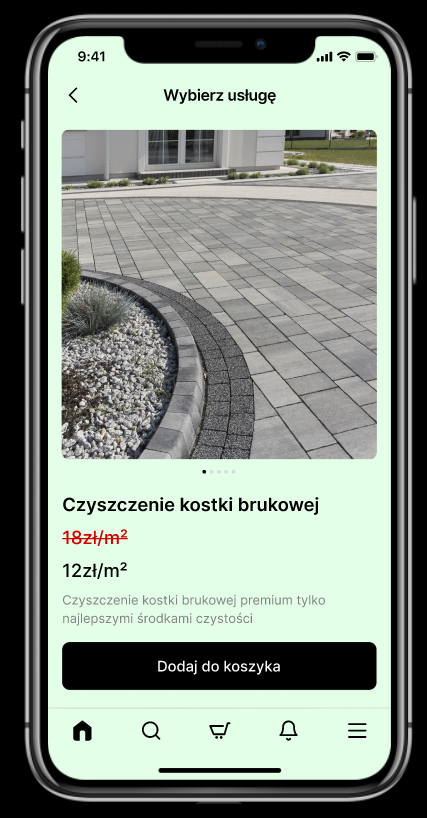 9:41
Wybierz usługę
Czyszczenie kostki brukowej
18zł/m²
12zł/m²
Czyszczenie kostki brukowej premium tylko
najlepszymi środkami czystości
Dodaj do koszyka